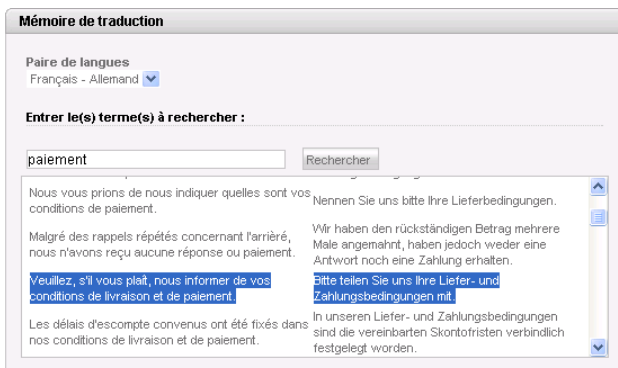 Mémoire de traduction
Paire de langues
Français - Allemand
Entrer le(s) terme(s) à rechercher :
paiement
Rechercher
Nous vous prions de nous indiquer quelles sont vos
conditions de paiement.
Nennen Sie uns bitte Ihre Lieferbedingungen.
Malgré des rappels répétés concernant l'arriéré,
nous n'avons reçu aucune réponse ou paiement.
Wir haben den rückständigen Betrag mehrere
Male angemahnt, haben jedoch weder eine
Antwort noch eine Zahlung erhalten.
Veuillez, s'il vous plaît, nous informer de vos
conditions de livraison et de paiement.
Bitte teilen Sie uns Ihre Liefer- und
Zahlungsbedingungen mit.
Les délais d'escompte convenus ont été fixés dans
nos conditions de livraison et de paiement.
In unseren Liefer- und Zahlungsbedingungen
sind die vereinbarten Skontofristen verbindlich
festgelegt worden.